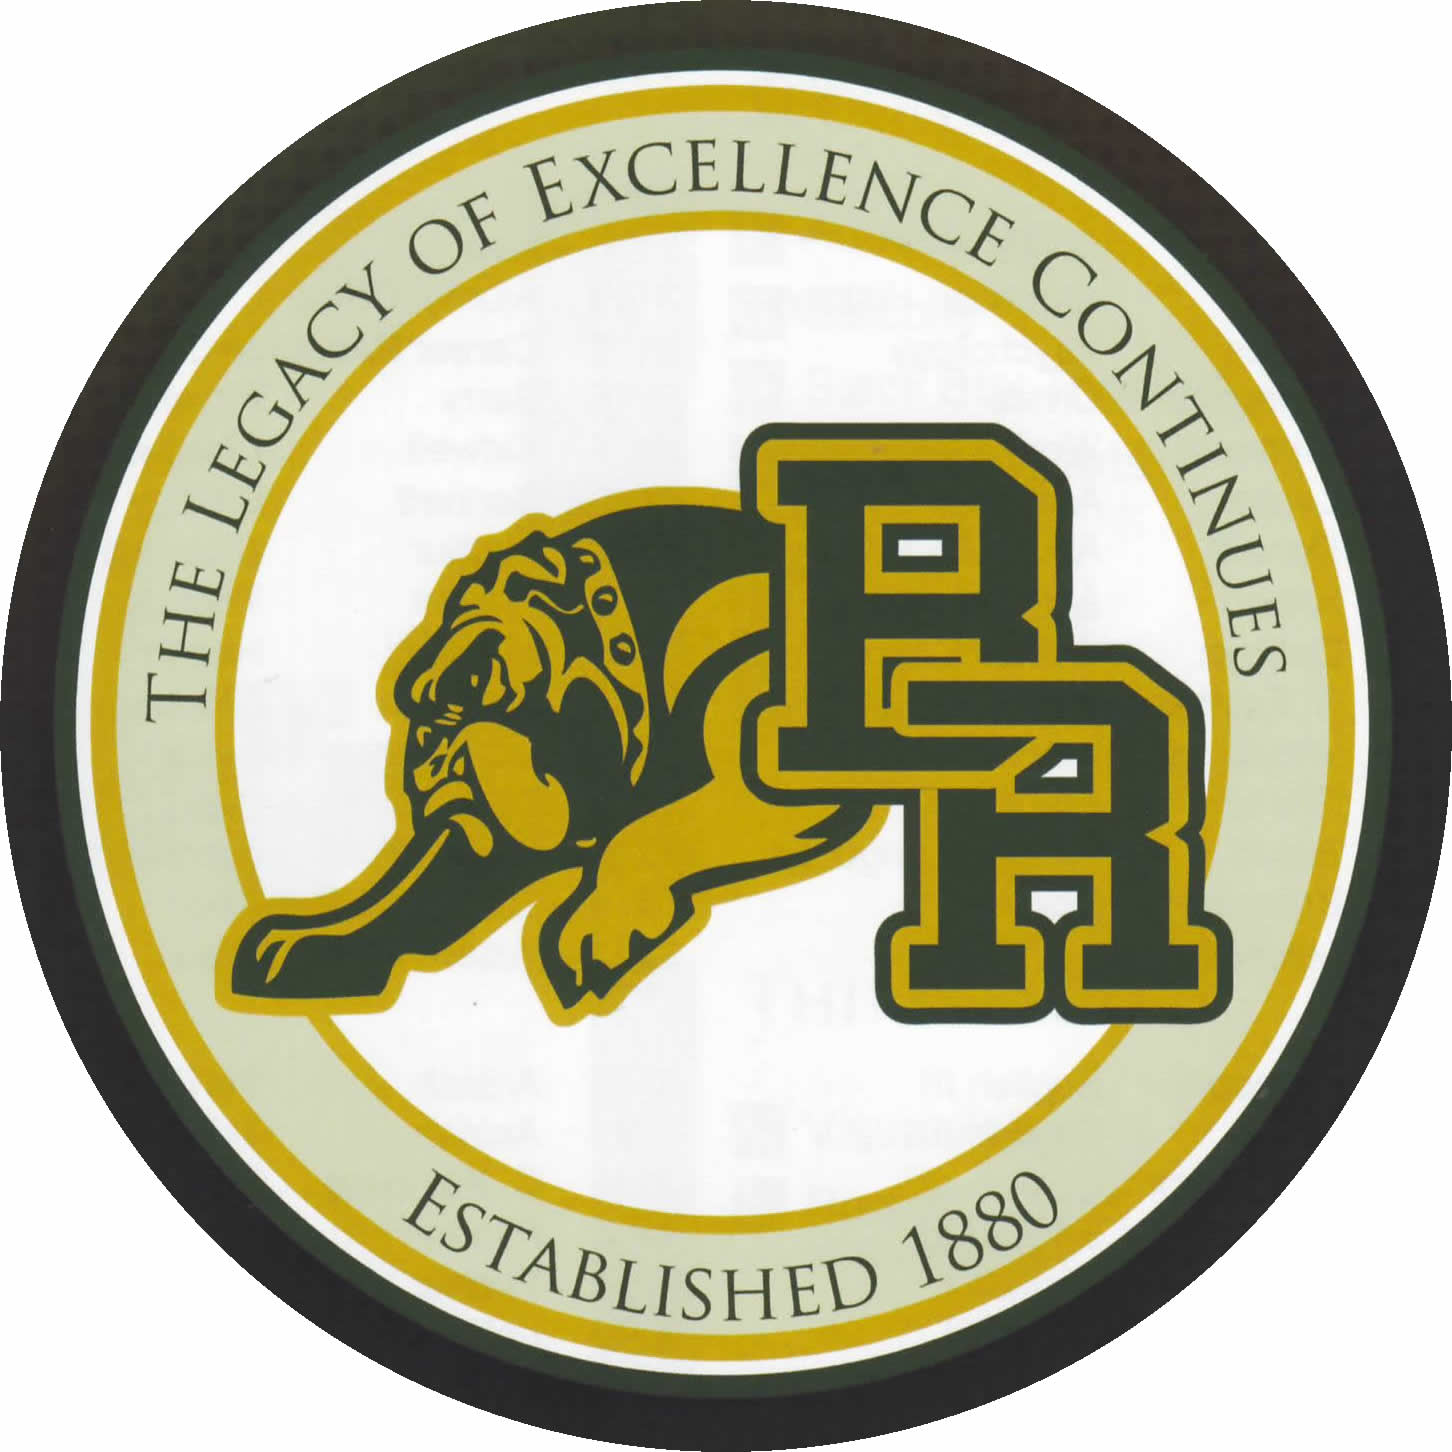 THE LEGACY OF EXCELLENCE CONTINUES
BR
ESTABLISHED 1880